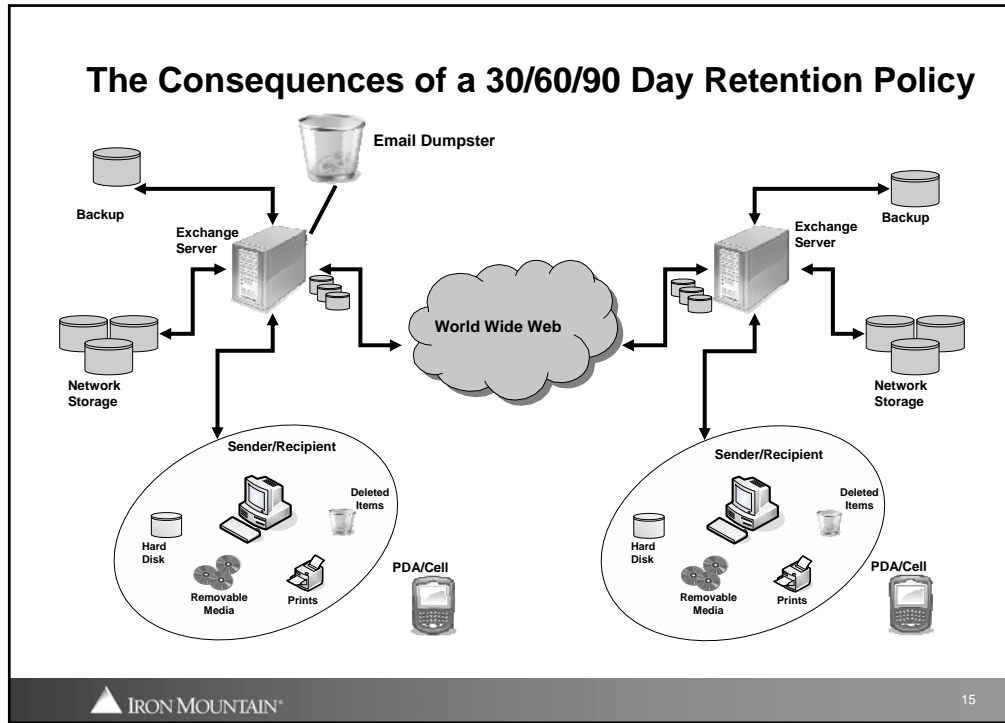 The Consequences of a 30/60/90 Day Retention Policy
Email Dumpster
Backup
Exchange
Server
Network
Storage
World Wide Web
Exchange
Server
Backup
Network
Storage
Sender/Recipient
Deleted
Items
Hard
Disk
Removable
Media
Prints
PDA/Cell
Sender/Recipient
Deleted
Items
Hard
Disk
Removable
Media
Prints
PDA/Cell
IRON MOUNTAIN®
15